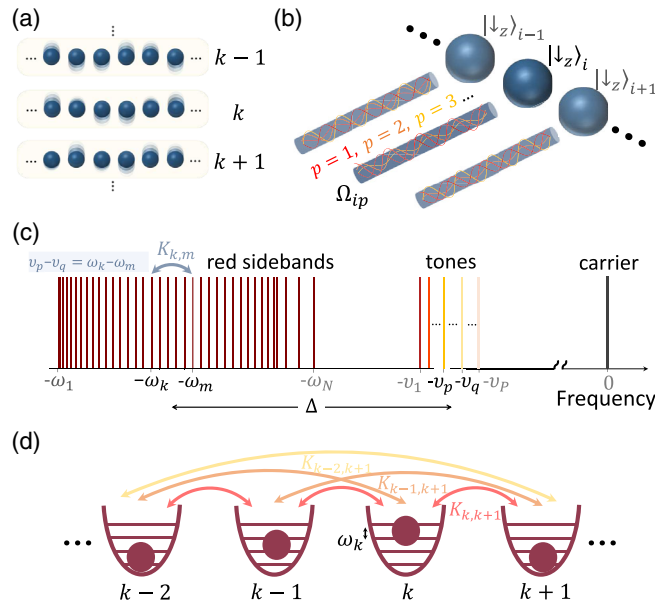 (a)
⋮
... ... k − 1
... ... k
... ... k + 1
⋮
(b)
|↓z⟩i−1
|↓z⟩i
|↓z⟩i+1
p = 1, p = 2, p = 3 ...
Ωip
(c)
υp−υq = ωk−ωm
Kk,m
red sidebands
tones
carrier
... ... ...
-ω1
-ωk
-ωm
-ωN
-υ1
-υp
-υq
-υP
0
Δ
Frequency
(d)
Kk−2,k+1
Kk−1,k+1
Kk,k+1
ωk
... ...
k − 2
k − 1
k
k + 1